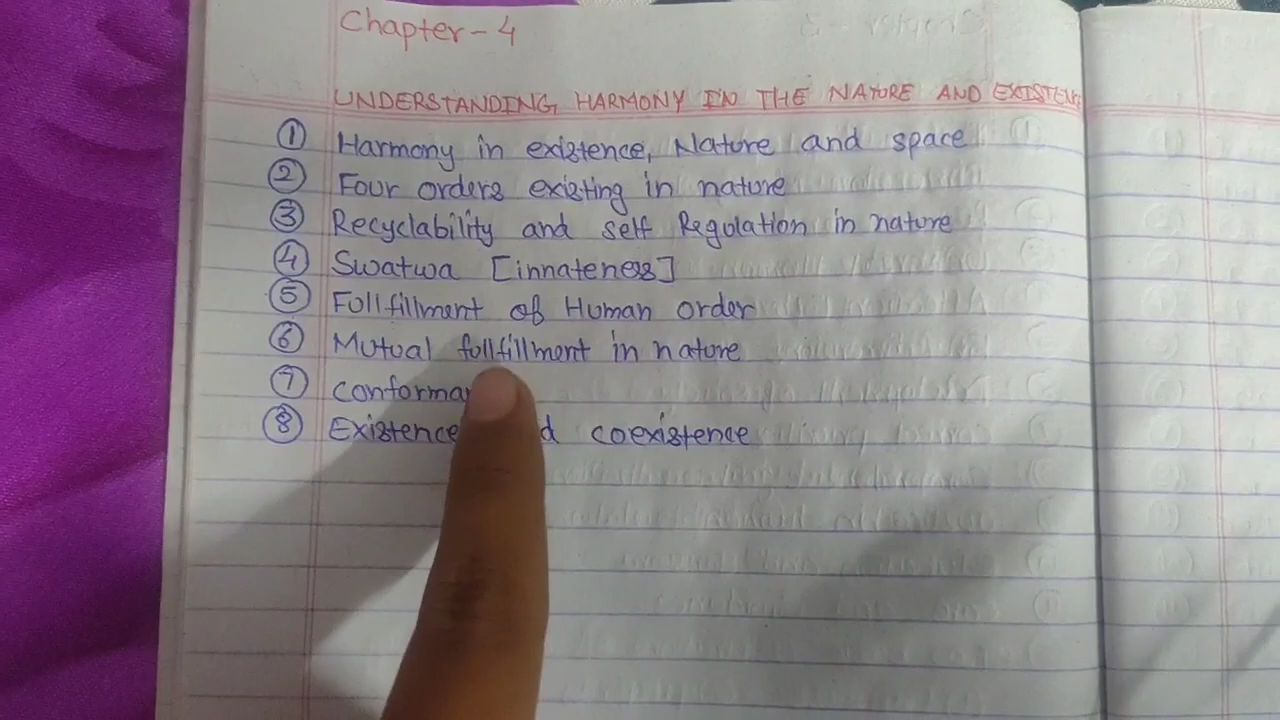 Chapter-4
UNDERSTANDING HARMONY IN THE NATURE AND EXISTENCE
① Harmony in existence, Nature and space
② Four orders existing in nature
③ Recyclability and self Regulation in nature
④ Swatwa [innateness]
⑤ Fullfillment of Human order
⑥ Mutual fullfillment in nature
⑦
⑧ Existence coexistence